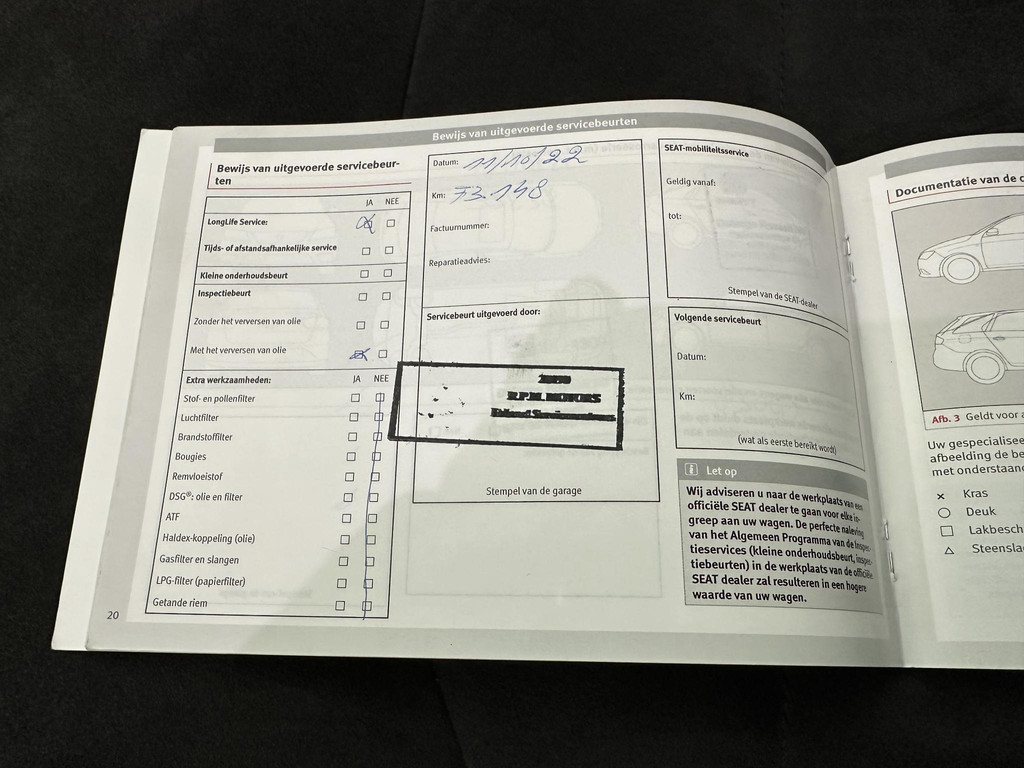 Bewijs van uitgevoerde servicebeurten
Bewijs van uitgevoerde servicebeur-
ten
JA NEE
LongLife Service:
Tijds- of afstandsafhankelijke service
Kleine onderhoudsbeurt
Inspectiebeurt
Zonder het verversen van olie
Met het verversen van olie
Extra werkzaamheden: JA NEE
Stof- en pollenfilter
Luchtfilter
Brandstoffilter
Bougies
Remvloeistof
DSG®: olie en filter
ATF
Haldex-koppeling (olie)
Gasfilter en slangen
LPG-filter (papierfilter)
Getande riem
20
Datum: 11/10/22
Km: 73.148
Factuurnummer:
Reparatieadvies:
Servicebeurt uitgevoerd door:
R.P.M. MOTORS
Stempel van de garage
SEAT-mobiliteitsservice
Geldig vanaf:
tot:
Stempel van de SEAT-dealer
Volgende servicebeurt
Datum:
Km:
(wat als eerste bereikt wordt)
i Let op
Wij adviseren u naar de werkplaats van een
officiële SEAT dealer te gaan voor elke in-
greep aan uw wagen. De perfecte naleving
van het Algemeen Programma van de Inspec-
tieservices (kleine onderhoudsbeurt, inspec-
tiebeurten) in de werkplaats van de officiële
SEAT dealer zal resulteren in een hogere
waarde van uw wagen.
Documentatie van de
Afb. 3 Geldt voor
Uw gespecialisee
afbeelding de be
met onderstaan
Kras
Deuk
Lakbesch
Steensla